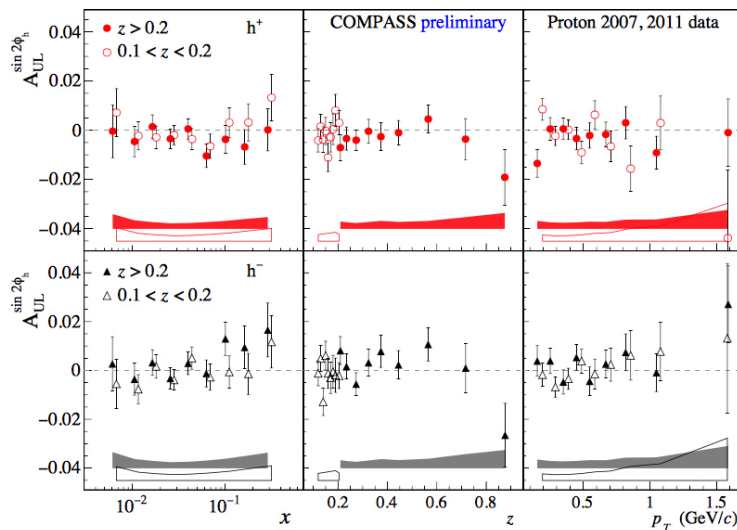 COMPASS preliminary
Proton 2007, 2011 data
A_UL^{sin 2φ_h}
0.04
0.02
0
−0.02
−0.04
z > 0.2 h⁺
0.1 < z < 0.2
A_UL^{sin 2φ_h}
0.04
0.02
0
−0.02
−0.04
z > 0.2 h⁻
0.1 < z < 0.2
10⁻² 10⁻¹
x
0.2 0.4 0.6 0.8
z
0.5 1 1.5
p_T (GeV/c)